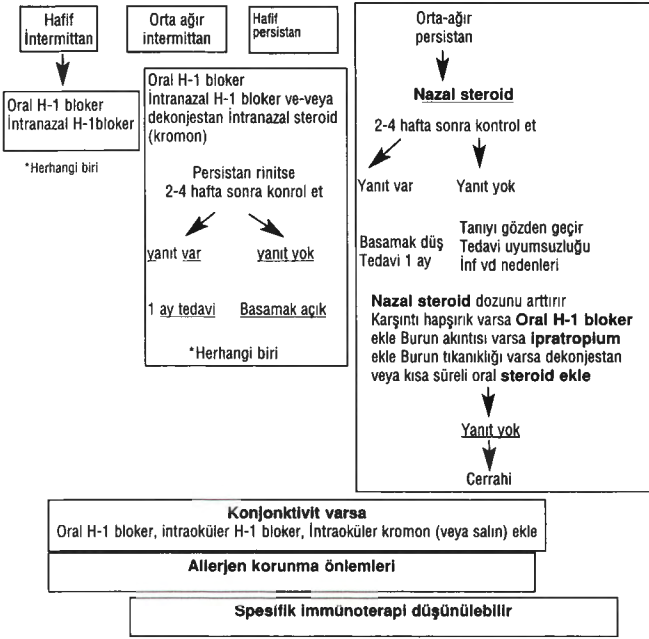 Hafif
İntermittan
Orta ağır
intermittan
Hafif
persistan
Oral H-1 bloker
İntranazal H-1bloker
*Herhangi biri
Oral H-1 bloker
İntranazal H-1 bloker ve-veya
dekonjestan İntranazal steroid
(kromon)
Persistan rinitse
2-4 hafta sonra konrol et
yanıt var
yanıt yok
1 ay tedavi
Basamak açık
*Herhangi biri
Orta-ağır
persistan
Nazal steroid
2-4 hafta sonra kontrol et
Yanıt var
Yanıt yok
Basamak düş
Tedavi 1 ay
Tanıyı gözden geçir
Tedavi uyumsuzluğu
İnf vd nedenleri
Nazal steroid dozunu arttırır
Karşıntı hapşırık varsa Oral H-1 bloker
ekle Burun akıntısı varsa ipratropium
ekle Burun tıkanıklığı varsa dekonjestan
veya kısa süreli oral steroid ekle
Yanıt yok
Cerrahi
Konjonktivit varsa
Oral H-1 bloker, intraoküler H-1 bloker, İntraoküler kromon (veya salın) ekle
Allerjen korunma önlemleri
Spesifik immünoterapi düşünülebilir